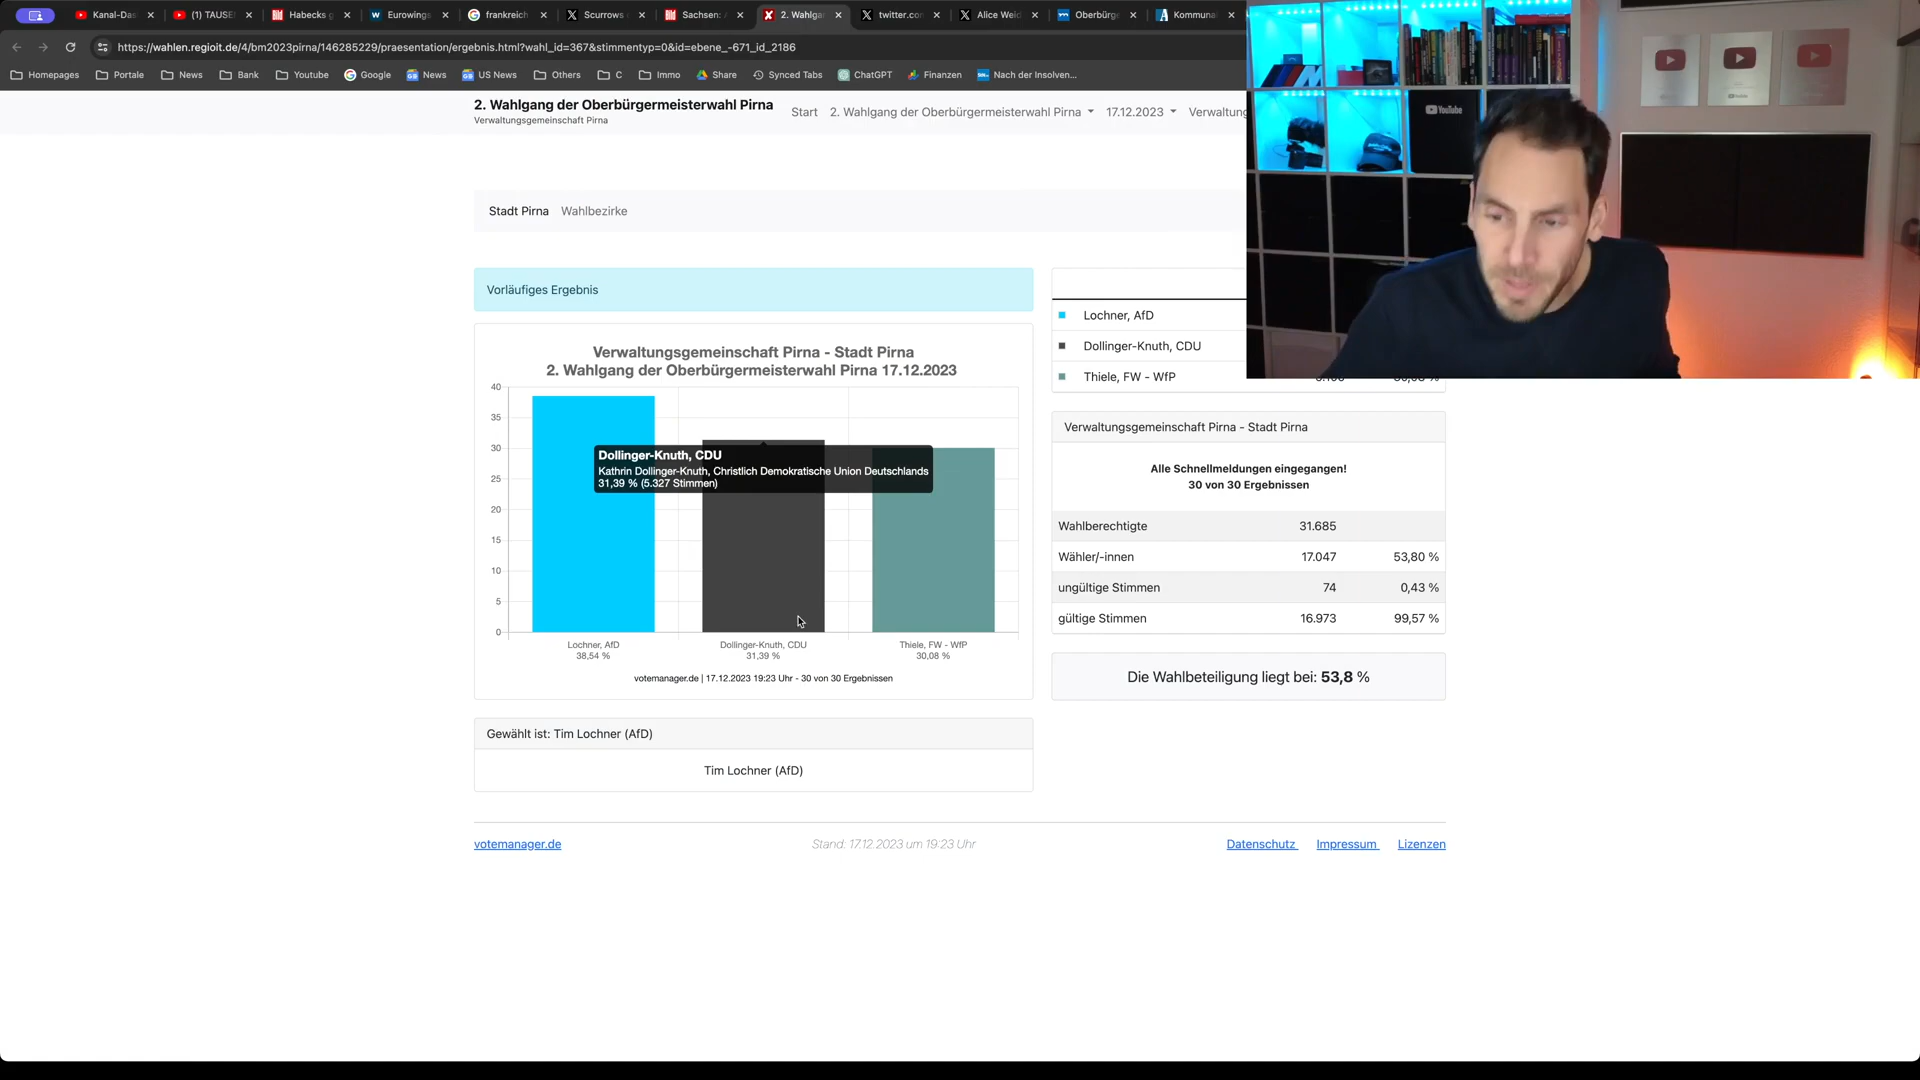 Kanal-Das
(1) TAUSE
Habecks g
Eurowings
frankreich
Scurrows
Sachsen: A
2. Wahlga
twitter.co
Alice Weid
Oberbürge
Kommuna
https://wahlen.regioit.de/4/bm2023pirna/146285229/praesentation/ergebnis.html?wahl_id=367&stimmentyp=0&id=ebene_-671_id_2186
Homepages
Portale
News
Bank
Youtube
Google
News
US News
Others
C
Immo
Share
Synced Tabs
ChatGPT
Finanzen
Nach der Insolven...
2. Wahlgang der Oberbürgermeisterwahl Pirna
Verwaltungsgemeinschaft Pirna
Start
2. Wahlgang der Oberbürgermeisterwahl Pirna
17.12.2023
Verwaltung
YouTube
Stadt Pirna
Wahlbezirke
Vorläufiges Ergebnis
Verwaltungsgemeinschaft Pirna - Stadt Pirna
2. Wahlgang der Oberbürgermeisterwahl Pirna 17.12.2023
40
35
30
25
20
15
10
5
0
Dollinger-Knuth, CDU
Kathrin Dollinger-Knuth, Christlich Demokratische Union Deutschlands
31,39 % (5.327 Stimmen)
Lochner, AfD
38,54 %
Dollinger-Knuth, CDU
31,39 %
Thiele, FW - WfP
30,08 %
votemanager.de | 17.12.2023 19:23 Uhr - 30 von 30 Ergebnissen
Gewählt ist: Tim Lochner (AfD)
Tim Lochner (AfD)
Lochner, AfD
Dollinger-Knuth, CDU
Thiele, FW - WfP
Verwaltungsgemeinschaft Pirna - Stadt Pirna
Alle Schnellmeldungen eingegangen!
30 von 30 Ergebnissen
Wahlberechtigte 31.685
Wähler/-innen 17.047 53,80 %
ungültige Stimmen 74 0,43 %
gültige Stimmen 16.973 99,57 %
Die Wahlbeteiligung liegt bei: 53,8 %
votemanager.de
Stand: 17.12.2023 um 19:23 Uhr
Datenschutz
Impressum
Lizenzen